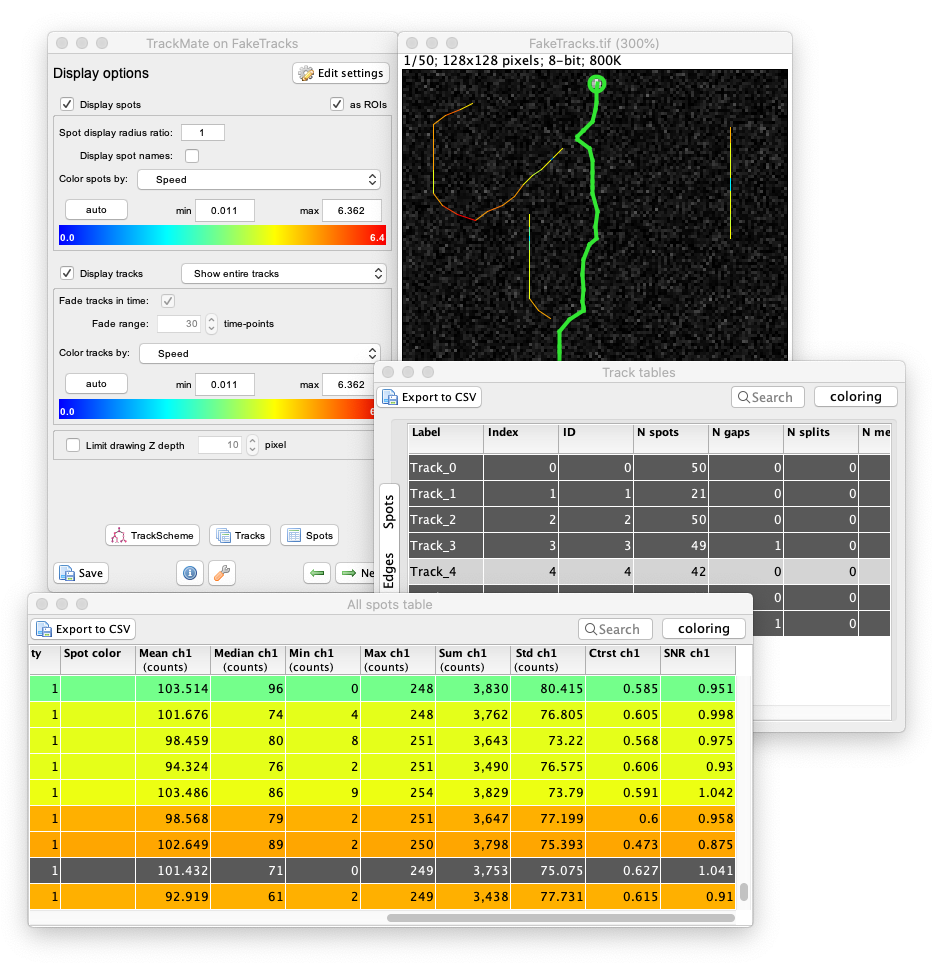 TrackMate on FakeTracks
Display options
Edit settings
Display spots
as ROIs
Spot display radius ratio: 1
Display spot names:
Color spots by: Speed
auto min 0.011 max 6.362
0.0 6.4
Display tracks Show entire tracks
Fade tracks in time:
Fade range: 30 time-points
Color tracks by: Speed
auto min 0.011 max 6.362
0.0
Limit drawing Z depth 10 pixel
TrackScheme Tracks Spots
Save Ne
FakeTracks.tif (300%)
1/50; 128x128 pixels; 8-bit; 800K
Track tables
Export to CSV Search coloring
Spots
Edges
Label Index ID N spots N gaps N splits N me
Track_0 0 0 50 0 0
Track_1 1 1 21 0 0
Track_2 2 2 50 0 0
Track_3 3 3 49 1 0
Track_4 4 4 42 0 0
0 0
1 0
All spots table
Export to CSV Search coloring
ty Spot color Mean ch1 Median ch1 Min ch1 Max ch1 Sum ch1 Std ch1 Ctrst ch1 SNR ch1
(counts) (counts) (counts) (counts) (counts) (counts)
1 103.514 96 0 248 3,830 80.415 0.585 0.951
1 101.676 74 4 248 3,762 76.805 0.605 0.998
1 98.459 80 8 251 3,643 73.22 0.568 0.975
1 94.324 76 2 251 3,490 76.575 0.606 0.93
1 103.486 86 9 254 3,829 73.79 0.591 1.042
1 98.568 79 2 251 3,647 77.199 0.6 0.958
1 102.649 89 2 250 3,798 75.393 0.473 0.875
1 101.432 71 0 249 3,753 75.075 0.627 1.041
1 92.919 61 2 249 3,438 77.731 0.615 0.91